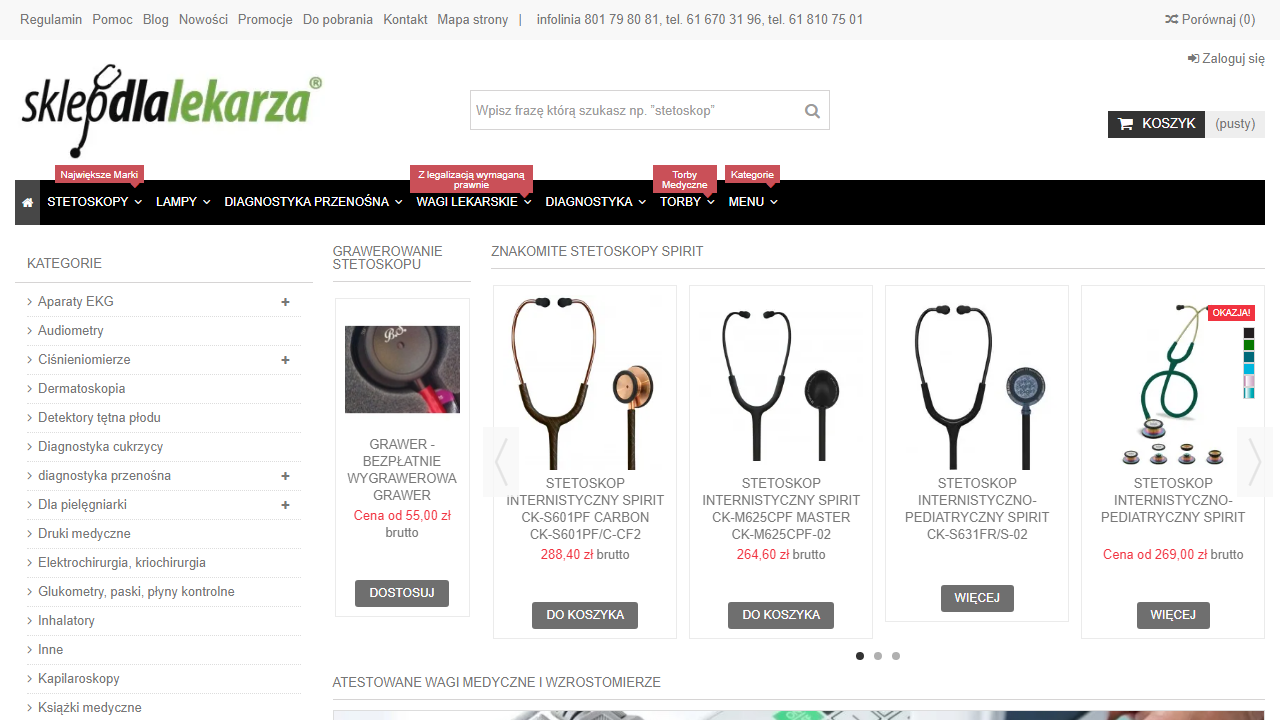 Regulamin Pomoc Blog Nowości Promocje Do pobrania Kontakt Mapa strony | infolinia 801 79 80 81, tel. 61 670 31 96, tel. 61 810 75 01
Porównaj (0)
Zaloguj się
sklepdlalekarza®
Wpisz frazę którą szukasz np. "stetoskop"
KOSZYK (pusty)
Największe Marki
Z legalizacją wymaganą
prawnie
Torby
Medyczne
Kategorie
STETOSKOPY LAMPY DIAGNOSTYKA PRZENOŚNA WAGI LEKARSKIE DIAGNOSTYKA TORBY MENU
KATEGORIE
Aparaty EKG
Audiometry
Ciśnieniomierze
Dermatoskopia
Detektory tętna płodu
Diagnostyka cukrzycy
diagnostyka przenośna
Dla pielęgniarki
Druki medyczne
Elektrochirurgia, kriochirurgia
Glukometry, paski, płyny kontrolne
Inhalatory
Inne
Kapilaroskopy
Książki medyczne
GRAWEROWANIE
STETOSKOPU
B.S.
GRAWER -
BEZPŁATNIE
WYGRAWEROWA
GRAWER
Cena od 55,00 zł
brutto
DOSTOSUJ
ZNAKOMITE STETOSKOPY SPIRIT
STETOSKOP
INTERNISTYCZNY SPIRIT
CK-S601PF CARBON
CK-S601PF/C-CF2
288,40 zł brutto
DO KOSZYKA
STETOSKOP
INTERNISTYCZNY SPIRIT
CK-M625CPF MASTER
CK-M625CPF-02
264,60 zł brutto
DO KOSZYKA
STETOSKOP
INTERNISTYCZNO-
PEDIATRYCZNY SPIRIT
CK-S631FR/S-02
WIĘCEJ
OKAZJA!
STETOSKOP
INTERNISTYCZNO-
PEDIATRYCZNY SPIRIT
Cena od 269,00 zł brutto
WIĘCEJ
ATESTOWANE WAGI MEDYCZNE I WZROSTOMIERZE